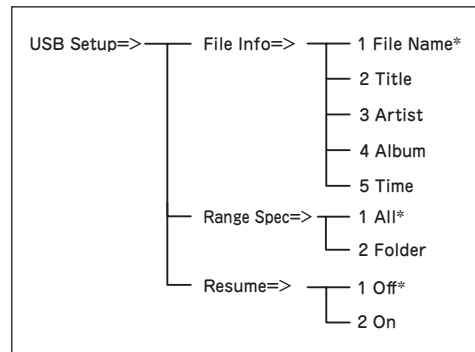 USB Setup=> File Info=> 1 File Name*
2 Title
3 Artist
4 Album
5 Time
Range Spec=> 1 All*
2 Folder
Resume=> 1 Off*
2 On